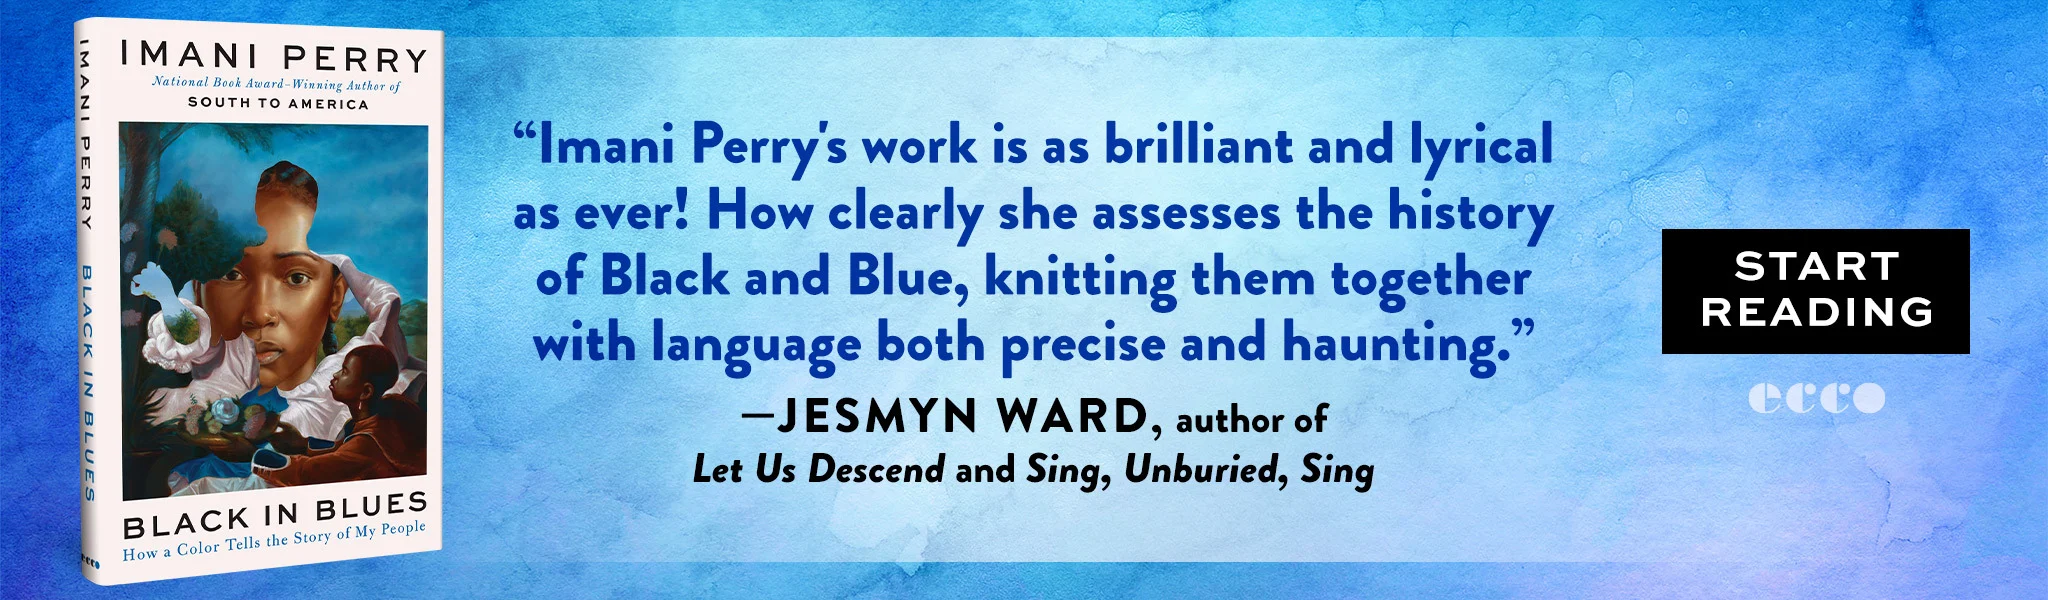 IMANI PERRY
National Book Award–Winning Author of
SOUTH TO AMERICA
BLACK IN BLUES
How a Color Tells the Story of My People
IMANI PERRY BLACK IN BLUES
ecco
“Imani Perry's work is as brilliant and lyrical
as ever! How clearly she assesses the history
of Black and Blue, knitting them together
with language both precise and haunting.”
—JESMYN WARD, author of
Let Us Descend and Sing, Unburied, Sing
START
READING
ecco